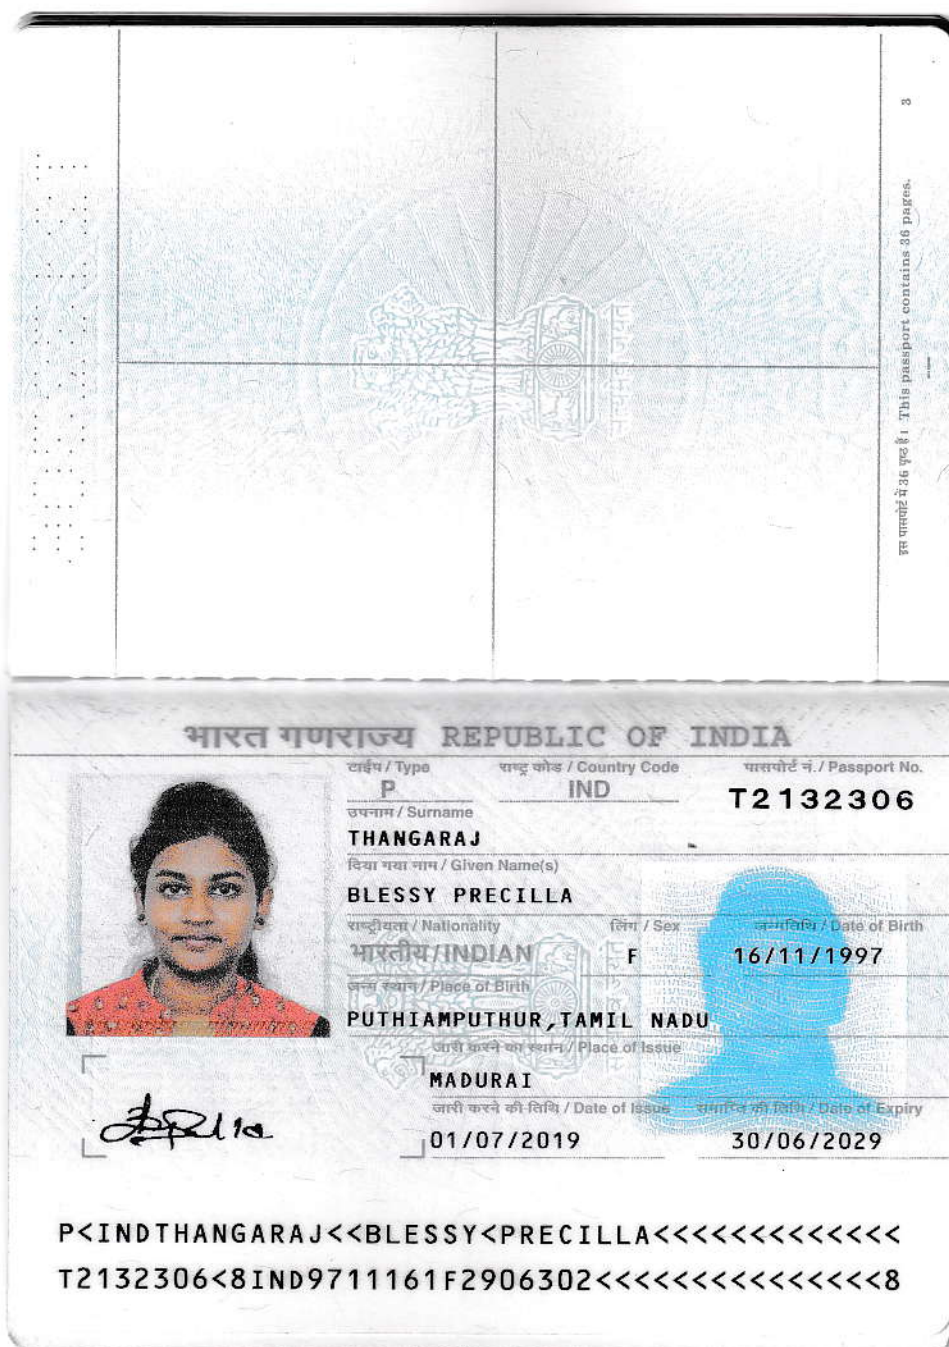 3
इस पासपोर्ट में 36 पृष्ठ हैं। This passport contains 36 pages.
भारत गणराज्य REPUBLIC OF INDIA
टाईप / Type राष्ट्र कोड / Country Code पासपोर्ट नं. / Passport No.
P IND T2132306
उपनाम / Surname
THANGARAJ
दिया गया नाम / Given Name(s)
BLESSY PRECILLA
राष्ट्रीयता / Nationality लिंग / Sex जन्मतिथि / Date of Birth
भारतीय/INDIAN F 16/11/1997
जन्म स्थान / Place of Birth
PUTHIAMPUTHUR,TAMIL NADU
जारी करने का स्थान / Place of Issue
MADURAI
जारी करने की तिथि / Date of Issue समाप्ति की तिथि / Date of Expiry
01/07/2019 30/06/2029
P<INDTHANGARAJ<<BLESSY<PRECILLA<<<<<<<<<<<<<
T2132306<8IND9711161F2906302<<<<<<<<<<<<<<<8